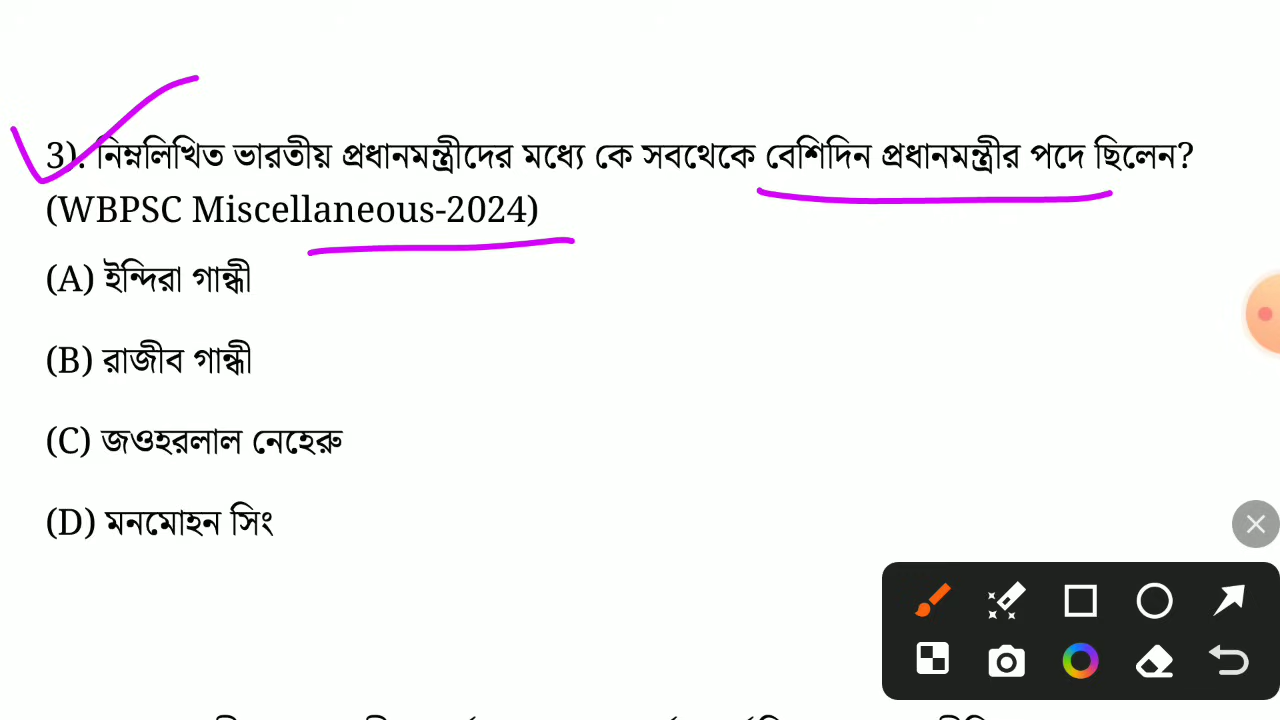 3). নিম্নলিখিত ভারতীয় প্রধানমন্ত্রীদের মধ্যে কে সবথেকে বেশিদিন প্রধানমন্ত্রীর পদে ছিলেন?
(WBPSC Miscellaneous-2024)
(A) ইন্দিরা গান্ধী
(B) রাজীব গান্ধী
(C) জওহরলাল নেহেরু
(D) মনমোহন সিং